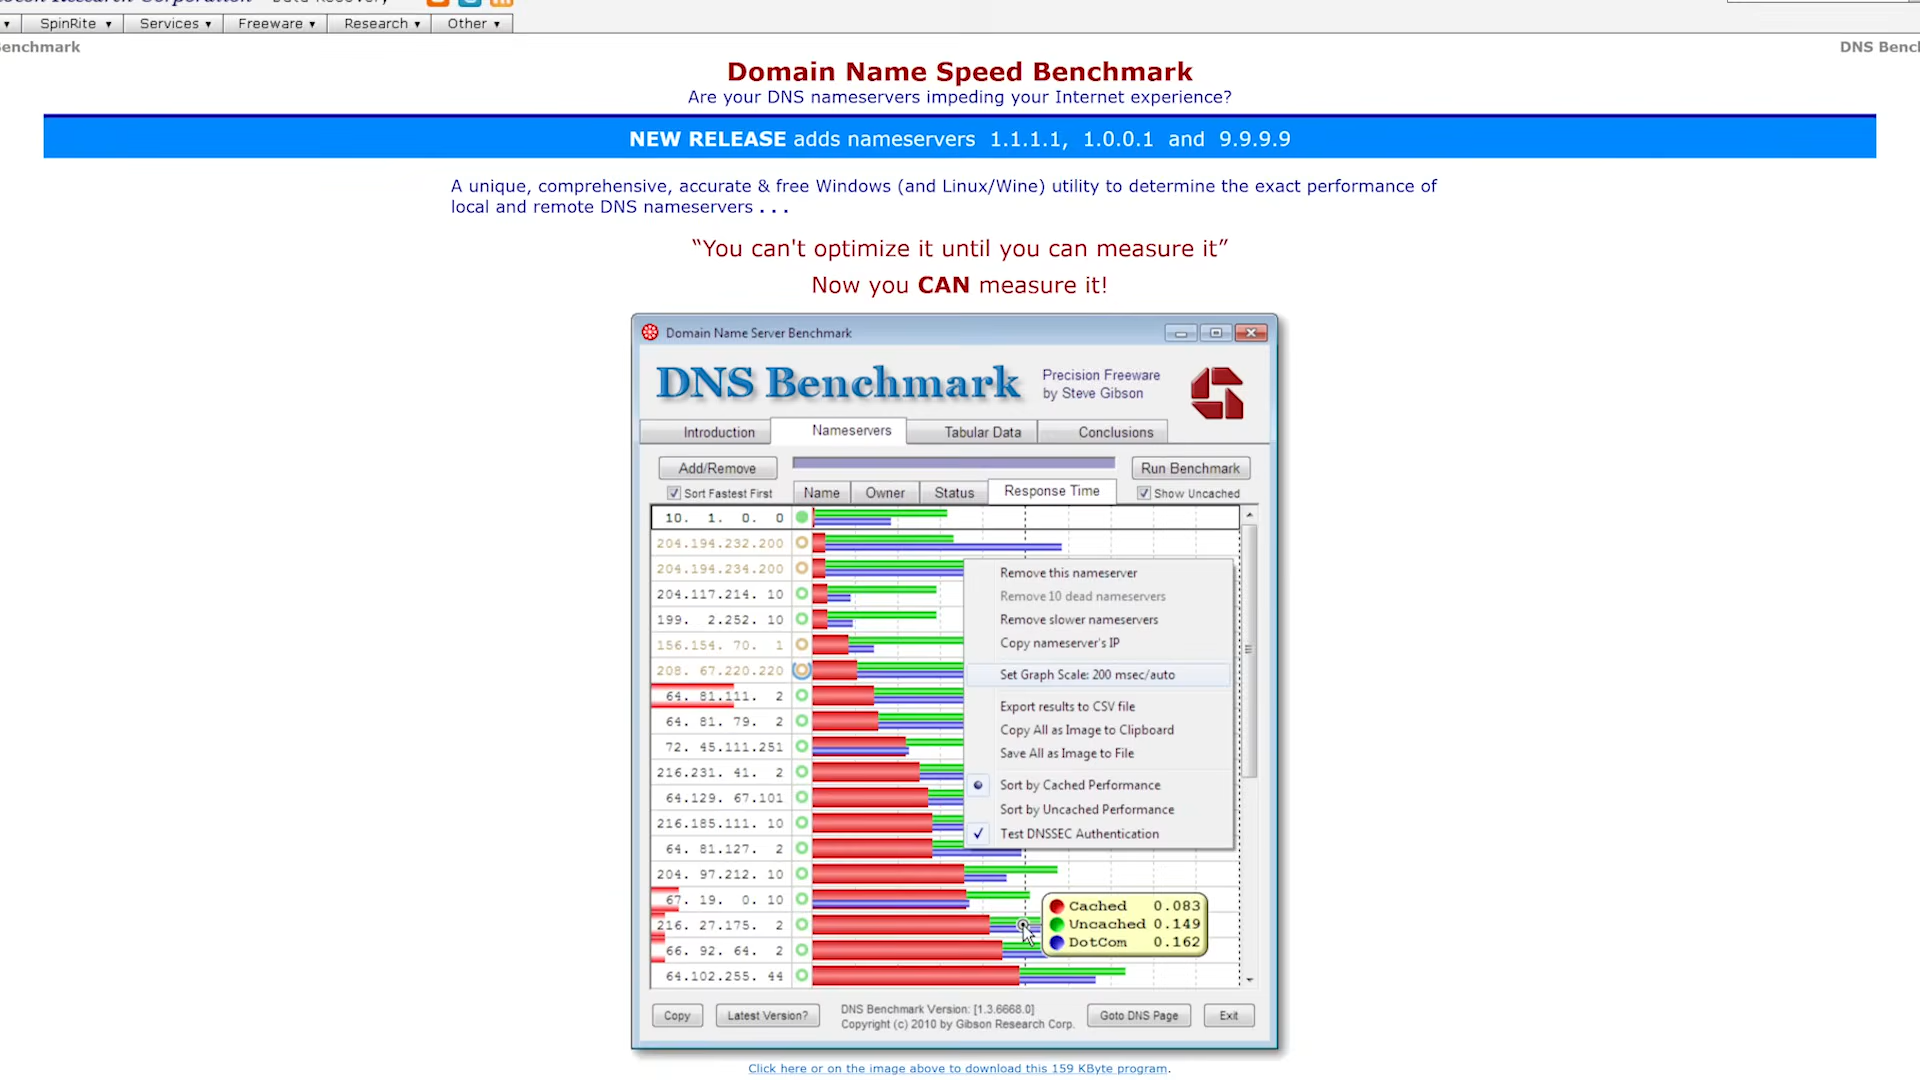 SpinRite ▾ Services ▾ Freeware ▾ Research ▾ Other ▾
DNS
Domain Name Speed Benchmark
Are your DNS nameservers impeding your Internet experience?
NEW RELEASE adds nameservers 1.1.1.1, 1.0.0.1 and 9.9.9.9
A unique, comprehensive, accurate & free Windows (and Linux/Wine) utility to determine the exact performance of
local and remote DNS nameservers . . .
“You can't optimize it until you can measure it”
Now you CAN measure it!
Domain Name Server Benchmark
DNS Benchmark
Precision Freeware
by Steve Gibson
Introduction Nameservers Tabular Data Conclusions
Add/Remove Run Benchmark
Sort Fastest First Name Owner Status Response Time Show Uncached
10. 1. 0. 0
204.194.232.200
204.194.234.200
204.117.214. 10
199. 2.252. 10
156.154. 70. 1
208. 67.220.220
64. 81.111. 2
64. 81. 79. 2
72. 45.111.251
216.231. 41. 2
64.129. 67.101
216.185.111. 10
64. 81.127. 2
204. 97.212. 10
67. 19. 0. 10
216. 27.175. 2
66. 92. 64. 2
64.102.255. 44
Remove this nameserver
Remove 10 dead nameservers
Remove slower nameservers
Copy nameserver's IP
Set Graph Scale: 200 msec/auto
Export results to CSV file
Copy All as Image to Clipboard
Save All as Image to File
Sort by Cached Performance
Sort by Uncached Performance
Test DNSSEC Authentication
Cached 0.083
Uncached 0.149
DotCom 0.162
Copy Latest Version?
DNS Benchmark Version: [1.3.6668.0]
Copyright (c) 2010 by Gibson Research Corp.
Goto DNS Page Exit
Click here or on the image above to download this 159 KByte program.